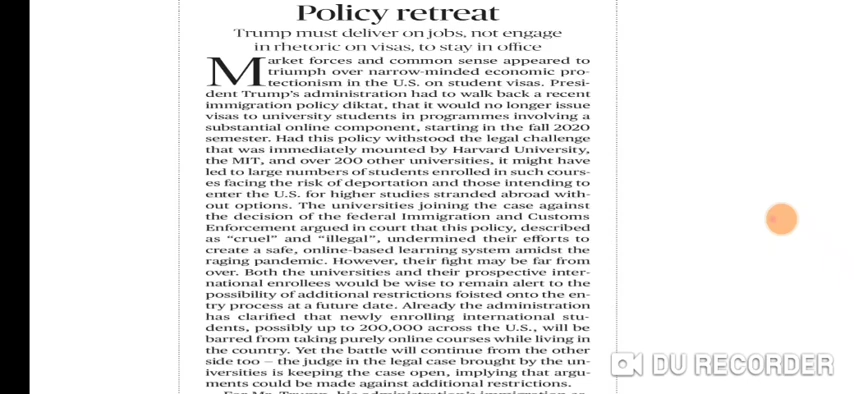 Policy retreat
Trump must deliver on jobs, not engage
in rhetoric on visas, to stay in office
Market forces and common sense appeared to
triumph over narrow-minded economic pro-
tectionism in the U.S. on student visas. Presi-
dent Trump's administration had to walk back a recent
immigration policy diktat, that it would no longer issue
visas to university students in programmes involving a
substantial online component, starting in the fall 2020
semester. Had this policy withstood the legal challenge
that was immediately mounted by Harvard University,
the MIT, and over 200 other universities, it might have
led to large numbers of students enrolled in such cours-
es facing the risk of deportation and those intending to
enter the U.S. for higher studies stranded abroad with-
out options. The universities joining the case against
the decision of the federal Immigration and Customs
Enforcement argued in court that this policy, described
as “cruel” and “illegal”, undermined their efforts to
create a safe, online-based learning system amidst the
raging pandemic. However, their fight may be far from
over. Both the universities and their prospective inter-
national enrollees would be wise to remain alert to the
possibility of additional restrictions foisted onto the en-
try process at a future date. Already the administration
has clarified that newly enrolling international stu-
dents, possibly up to 200,000 across the U.S., will be
barred from taking purely online courses while living in
the country. Yet the battle will continue from the other
side too – the judge in the legal case brought by the un-
iversities is keeping the case open, implying that argu-
ments could be made against additional restrictions.
For Mr. Trump, his administration's immigration
DU RECORDER